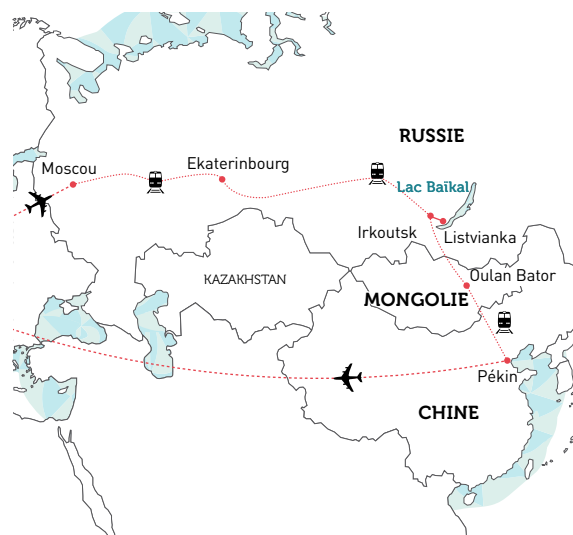 RUSSIE
Moscou
Ekaterinbourg
Lac Baïkal
Irkoutsk
Listvianka
KAZAKHSTAN
Oulan Bator
MONGOLIE
Pékin
CHINE